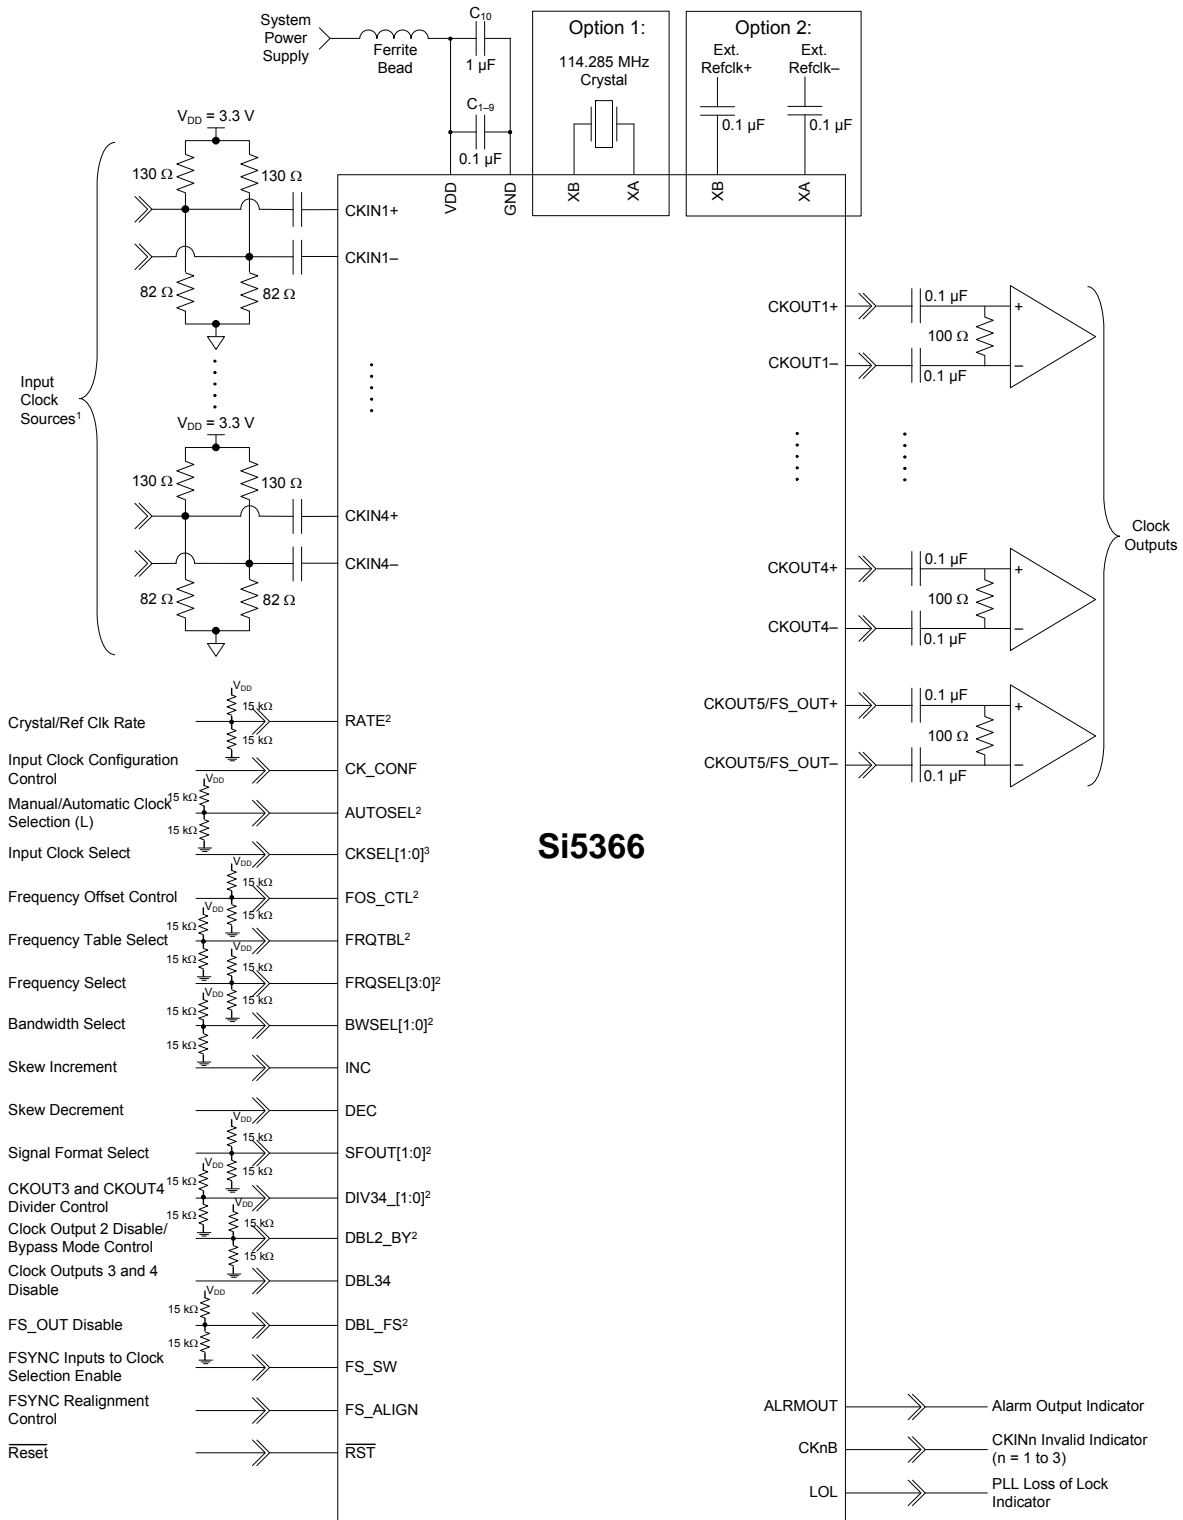 System
Power
Supply
Ferrite
Bead
C10
1 µF
C1–9
0.1 µF
Option 1:
114.285 MHz
Crystal
Option 2:
Ext.
Refclk+
Ext.
Refclk–
0.1 µF
0.1 µF
VDD
GND
XB
XA
XB
XA
VDD = 3.3 V
130 Ω
130 Ω
CKIN1+
CKIN1–
82 Ω
82 Ω
Input
Clock
Sources1
VDD = 3.3 V
130 Ω
130 Ω
CKIN4+
CKIN4–
82 Ω
82 Ω
CKOUT1+
0.1 µF
100 Ω
+
–
CKOUT1–
0.1 µF
CKOUT4+
0.1 µF
100 Ω
+
–
CKOUT4–
0.1 µF
CKOUT5/FS_OUT+
0.1 µF
100 Ω
+
–
CKOUT5/FS_OUT–
0.1 µF
Clock
Outputs
Si5366
Crystal/Ref Clk Rate
VDD
15 kΩ
15 kΩ
RATE2
Input Clock Configuration
Control
CK_CONF
Manual/Automatic Clock
Selection (L)
VDD
15 kΩ
15 kΩ
AUTOSEL2
Input Clock Select
CKSEL[1:0]3
Frequency Offset Control
VDD
15 kΩ
15 kΩ
FOS_CTL2
Frequency Table Select
VDD
15 kΩ
15 kΩ
FRQTBL2
Frequency Select
VDD
15 kΩ
15 kΩ
FRQSEL[3:0]2
Bandwidth Select
VDD
15 kΩ
15 kΩ
BWSEL[1:0]2
Skew Increment
INC
Skew Decrement
DEC
Signal Format Select
VDD
15 kΩ
15 kΩ
SFOUT[1:0]2
CKOUT3 and CKOUT4
Divider Control
VDD
15 kΩ
15 kΩ
DIV34_[1:0]2
Clock Output 2 Disable/
Bypass Mode Control
VDD
15 kΩ
15 kΩ
DBL2_BY2
Clock Outputs 3 and 4
Disable
DBL34
FS_OUT Disable
VDD
15 kΩ
15 kΩ
DBL_FS2
FSYNC Inputs to Clock
Selection Enable
FS_SW
FSYNC Realignment
Control
FS_ALIGN
Reset
RST
ALRMOUT
Alarm Output Indicator
CKnB
CKINn Invalid Indicator
(n = 1 to 3)
LOL
PLL Loss of Lock
Indicator